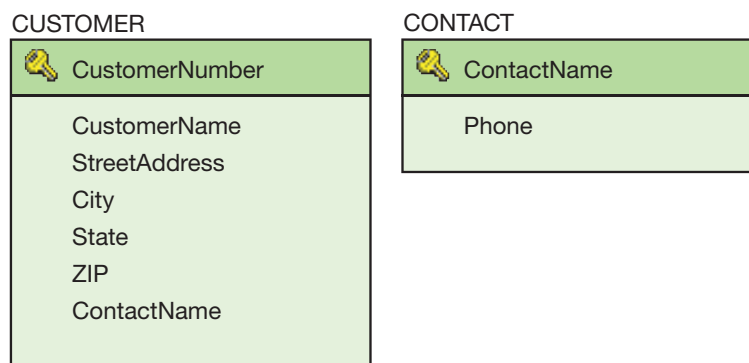 CUSTOMER
CustomerNumber
CustomerName
StreetAddress
City
State
ZIP
ContactName
CONTACT
ContactName
Phone